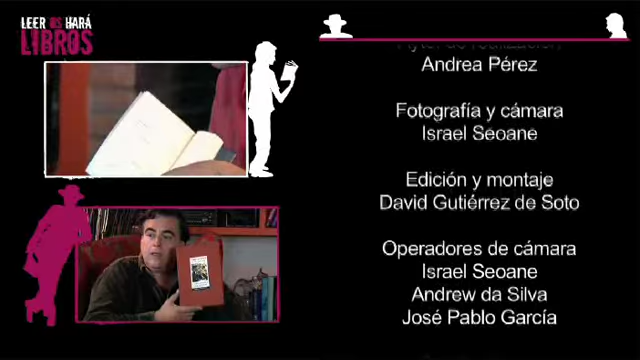 LEER OS HARÁ
LIBROS
Andrea Pérez
Fotografía y cámara
Israel Seoane
Edición y montaje
David Gutiérrez de Soto
Operadores de cámara
Israel Seoane
Andrew da Silva
José Pablo García